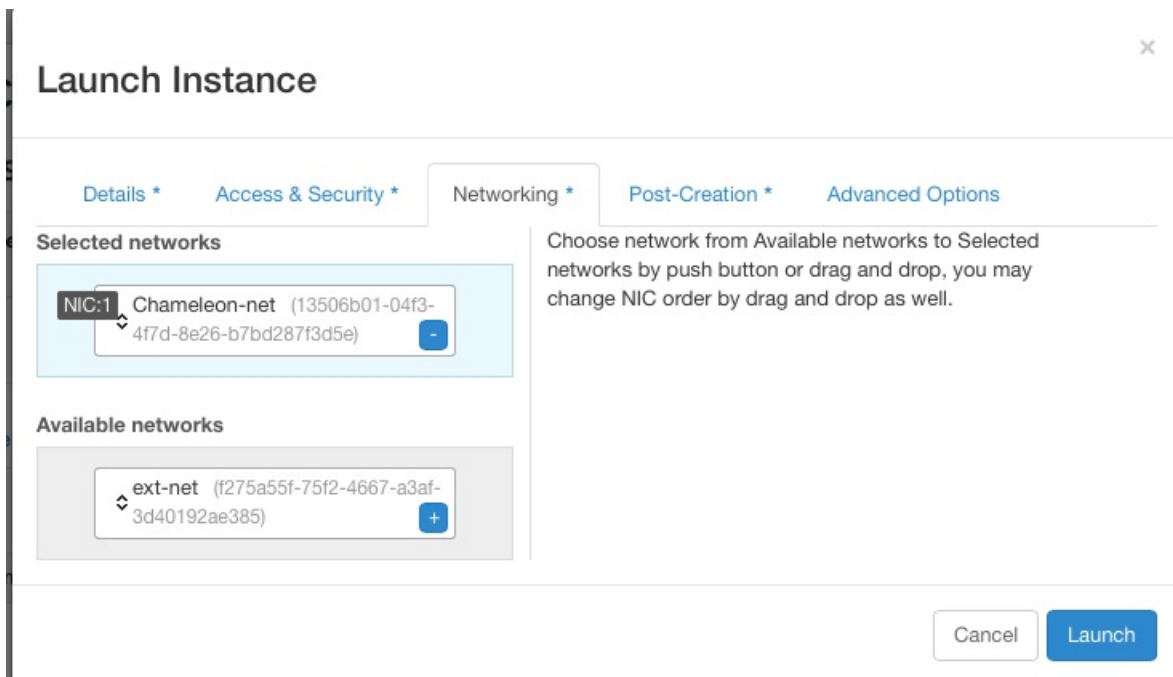 ×
Launch Instance
Details * Access & Security * Networking * Post-Creation * Advanced Options
Selected networks
NIC:1 Chameleon-net (13506b01-04f3-
4f7d-8e26-b7bd287f3d5e) -
Available networks
ext-net (f275a55f-75f2-4667-a3af-
3d40192ae385) +
Choose network from Available networks to Selected
networks by push button or drag and drop, you may
change NIC order by drag and drop as well.
Cancel Launch